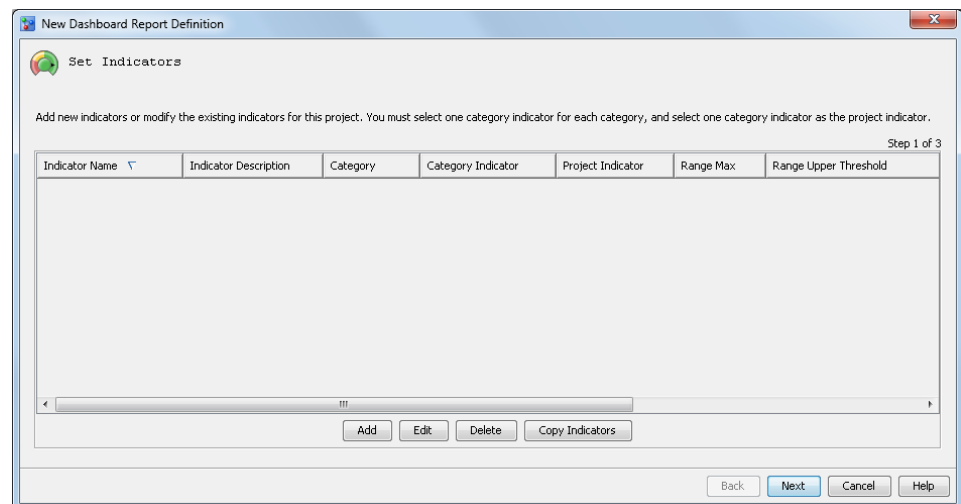 New Dashboard Report Definition
Set Indicators
Add new indicators or modify the existing indicators for this project. You must select one category indicator for each category, and select one category indicator as the project indicator.
Step 1 of 3
Indicator Name Indicator Description Category Category Indicator Project Indicator Range Max Range Upper Threshold
Add Edit Delete Copy Indicators
Back Next Cancel Help